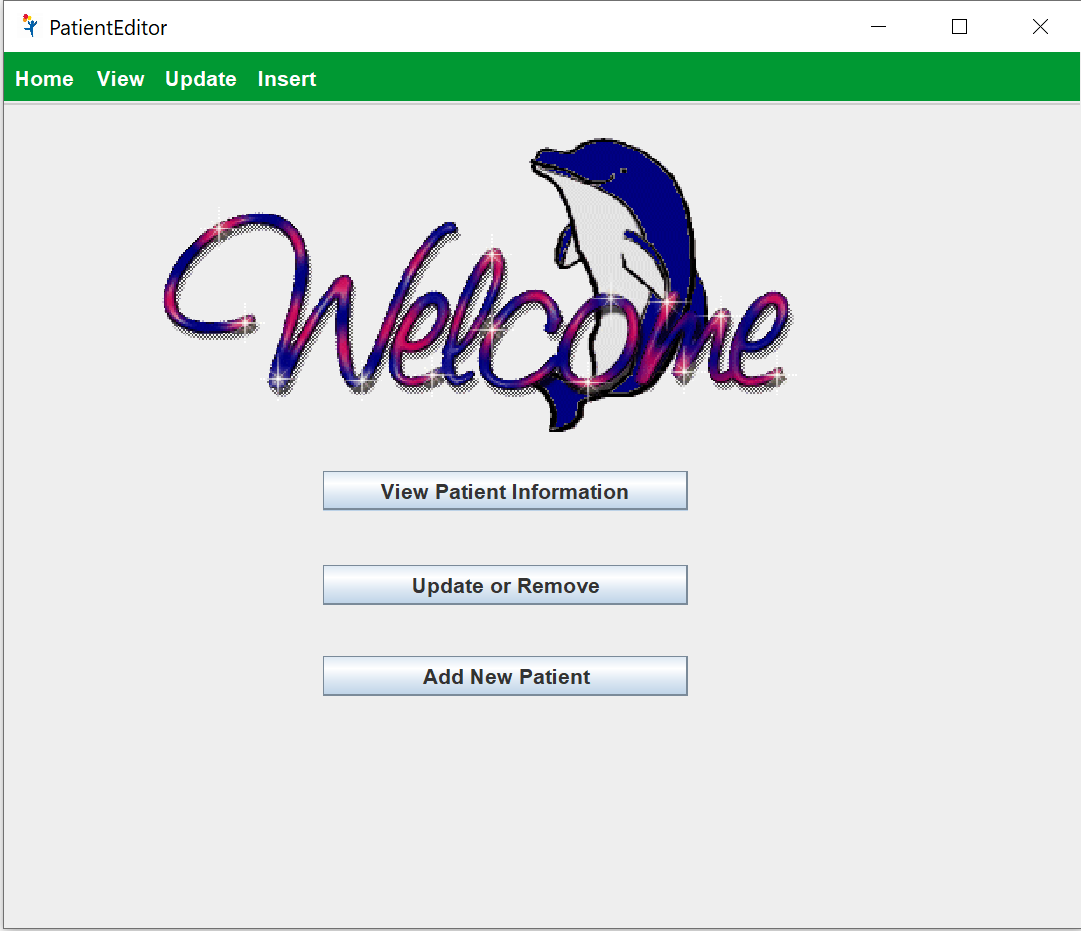 PatientEditor
Home View Update Insert
Welcome
View Patient Information
Update or Remove
Add New Patient